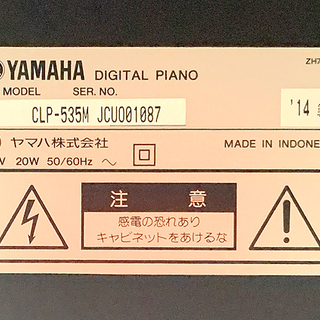 YAMAHA DIGITAL PIANO
ZH7
MODEL SER. NO.
CLP-535M JCUO01087
'14
ヤマハ株式会社
V 20W 50/60Hz
MADE IN INDONE
注 意
感電の恐れあり
キャビネットをあけるな